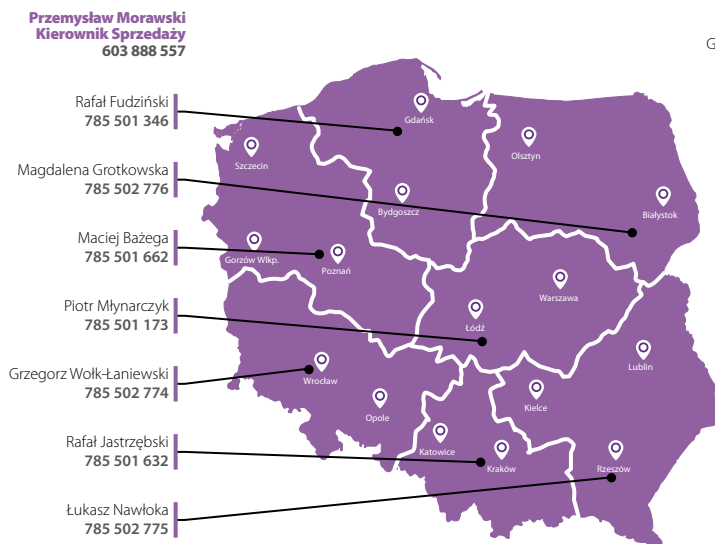 Przemysław Morawski
Kierownik Sprzedaży
603 888 557
G
Rafał Fudziński
785 501 346
Magdalena Grotkowska
785 502 776
Maciej Bażega
785 501 662
Piotr Młynarczyk
785 501 173
Grzegorz Wołk-Łaniewski
785 502 774
Rafał Jastrzębski
785 501 632
Łukasz Nawłoka
785 502 775
Gdańsk
Olsztyn
Szczecin
Białystok
Bydgoszcz
Gorzów Wlkp.
Poznań
Warszawa
Łódź
Lublin
Wrocław
Opole
Kielce
Katowice
Kraków
Rzeszów